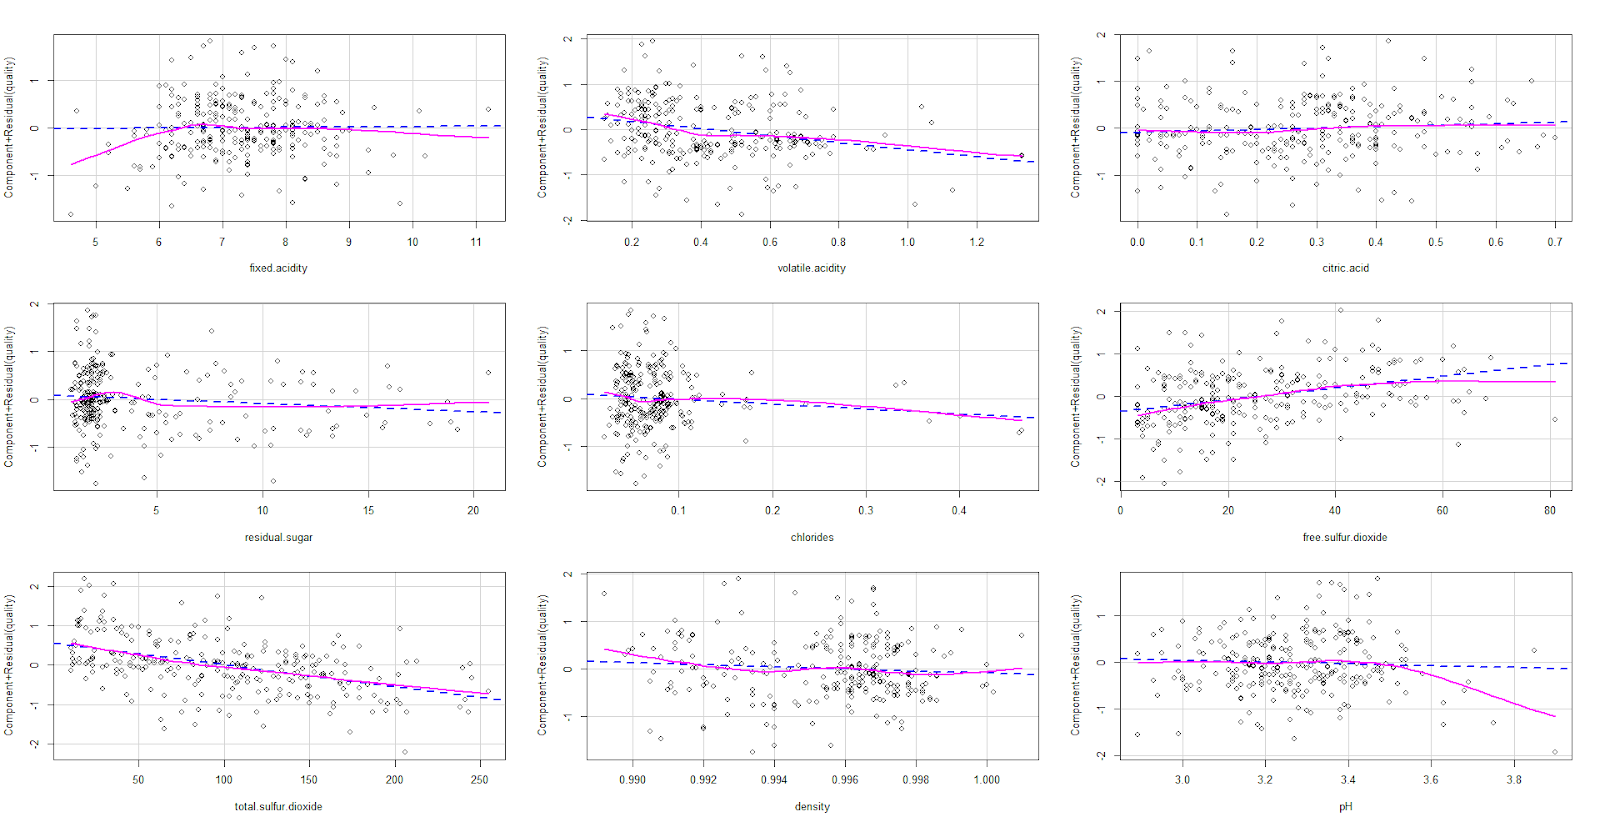 Component+Residual(quality)
-1 0 1
5 6 7 8 9 10 11
fixed.acidity
Component+Residual(quality)
-2 -1 0 1 2
0.2 0.4 0.6 0.8 1.0 1.2
volatile.acidity
Component+Residual(quality)
-1 0 1 2
0.0 0.1 0.2 0.3 0.4 0.5 0.6 0.7
citric.acid
Component+Residual(quality)
-1 0 1 2
5 10 15 20
residual.sugar
Component+Residual(quality)
-1 0 1
0.1 0.2 0.3 0.4
chlorides
Component+Residual(quality)
-2 -1 0 1 2
0 20 40 60 80
free.sulfur.dioxide
Component+Residual(quality)
-2 -1 0 1 2
50 100 150 200 250
total.sulfur.dioxide
Component+Residual(quality)
-1 0 1 2
0.990 0.992 0.994 0.996 0.998 1.000
density
Component+Residual(quality)
-2 -1 0 1
3.0 3.2 3.4 3.6 3.8
pH